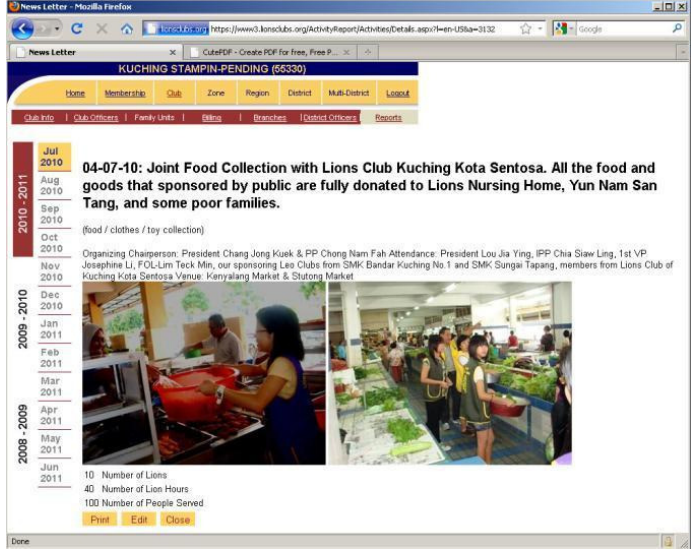 News Letter - Mozilla Firefox
lionsclubs.org https://www3.lionsclubs.org/ActivityReport/Activities/Details.aspx?l=en-US&a=3132
Google
News Letter
CutePDF - Create PDF for free, Free P...
KUCHING STAMPIN-PENDING (55330)
Home Membership Club Zone Region District Multi-District Logout
Club Info | Club Officers | Family Units | Billing | Branches | District Officers | Reports
2010 - 2011
2009 - 2010
2008 - 2009
Jul
2010
Aug
2010
Sep
2010
Oct
2010
Nov
2010
Dec
2010
Jan
2011
Feb
2011
Mar
2011
Apr
2011
May
2011
Jun
2011
04-07-10: Joint Food Collection with Lions Club Kuching Kota Sentosa. All the food and
goods that sponsored by public are fully donated to Lions Nursing Home, Yun Nam San
Tang, and some poor families.
(food / clothes / toy collection)
Organizing Chairperson: President Chang Jong Kuek & PP Chong Nam Fah Attendance: President Lou Jia Ying, IPP Chia Siaw Ling, 1st VP
Josephine Li, FOL-Lim Teck Min, our sponsoring Leo Clubs from SMK Bandar Kuching No.1 and SMK Sungai Tapang, members from Lions Club of
Kuching Kota Sentosa Venue: Kenyalang Market & Stutong Market
10 Number of Lions
40 Number of Lion Hours
100 Number of People Served
Print Edit Close
Done